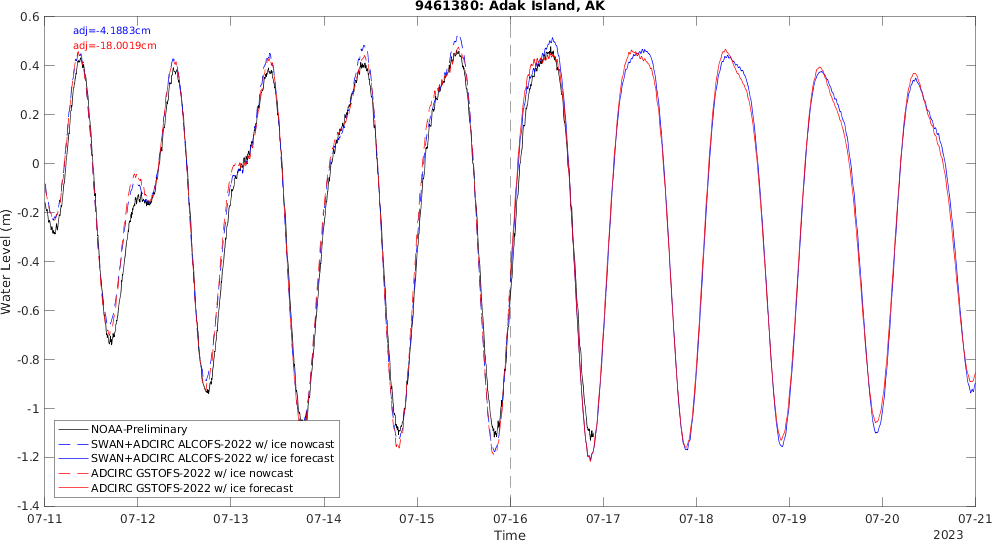 9461380: Adak Island, AK
adj=-4.1883cm
adj=-18.0019cm
0.6
0.4
0.2
0
-0.2
-0.4
-0.6
-0.8
-1
-1.2
-1.4
Water Level (m)
NOAA-Preliminary
SWAN+ADCIRC ALCOFS-2022 w/ ice nowcast
SWAN+ADCIRC ALCOFS-2022 w/ ice forecast
ADCIRC GSTOFS-2022 w/ ice nowcast
ADCIRC GSTOFS-2022 w/ ice forecast
07-11 07-12 07-13 07-14 07-15 07-16 07-17 07-18 07-19 07-20 07-21
Time
2023